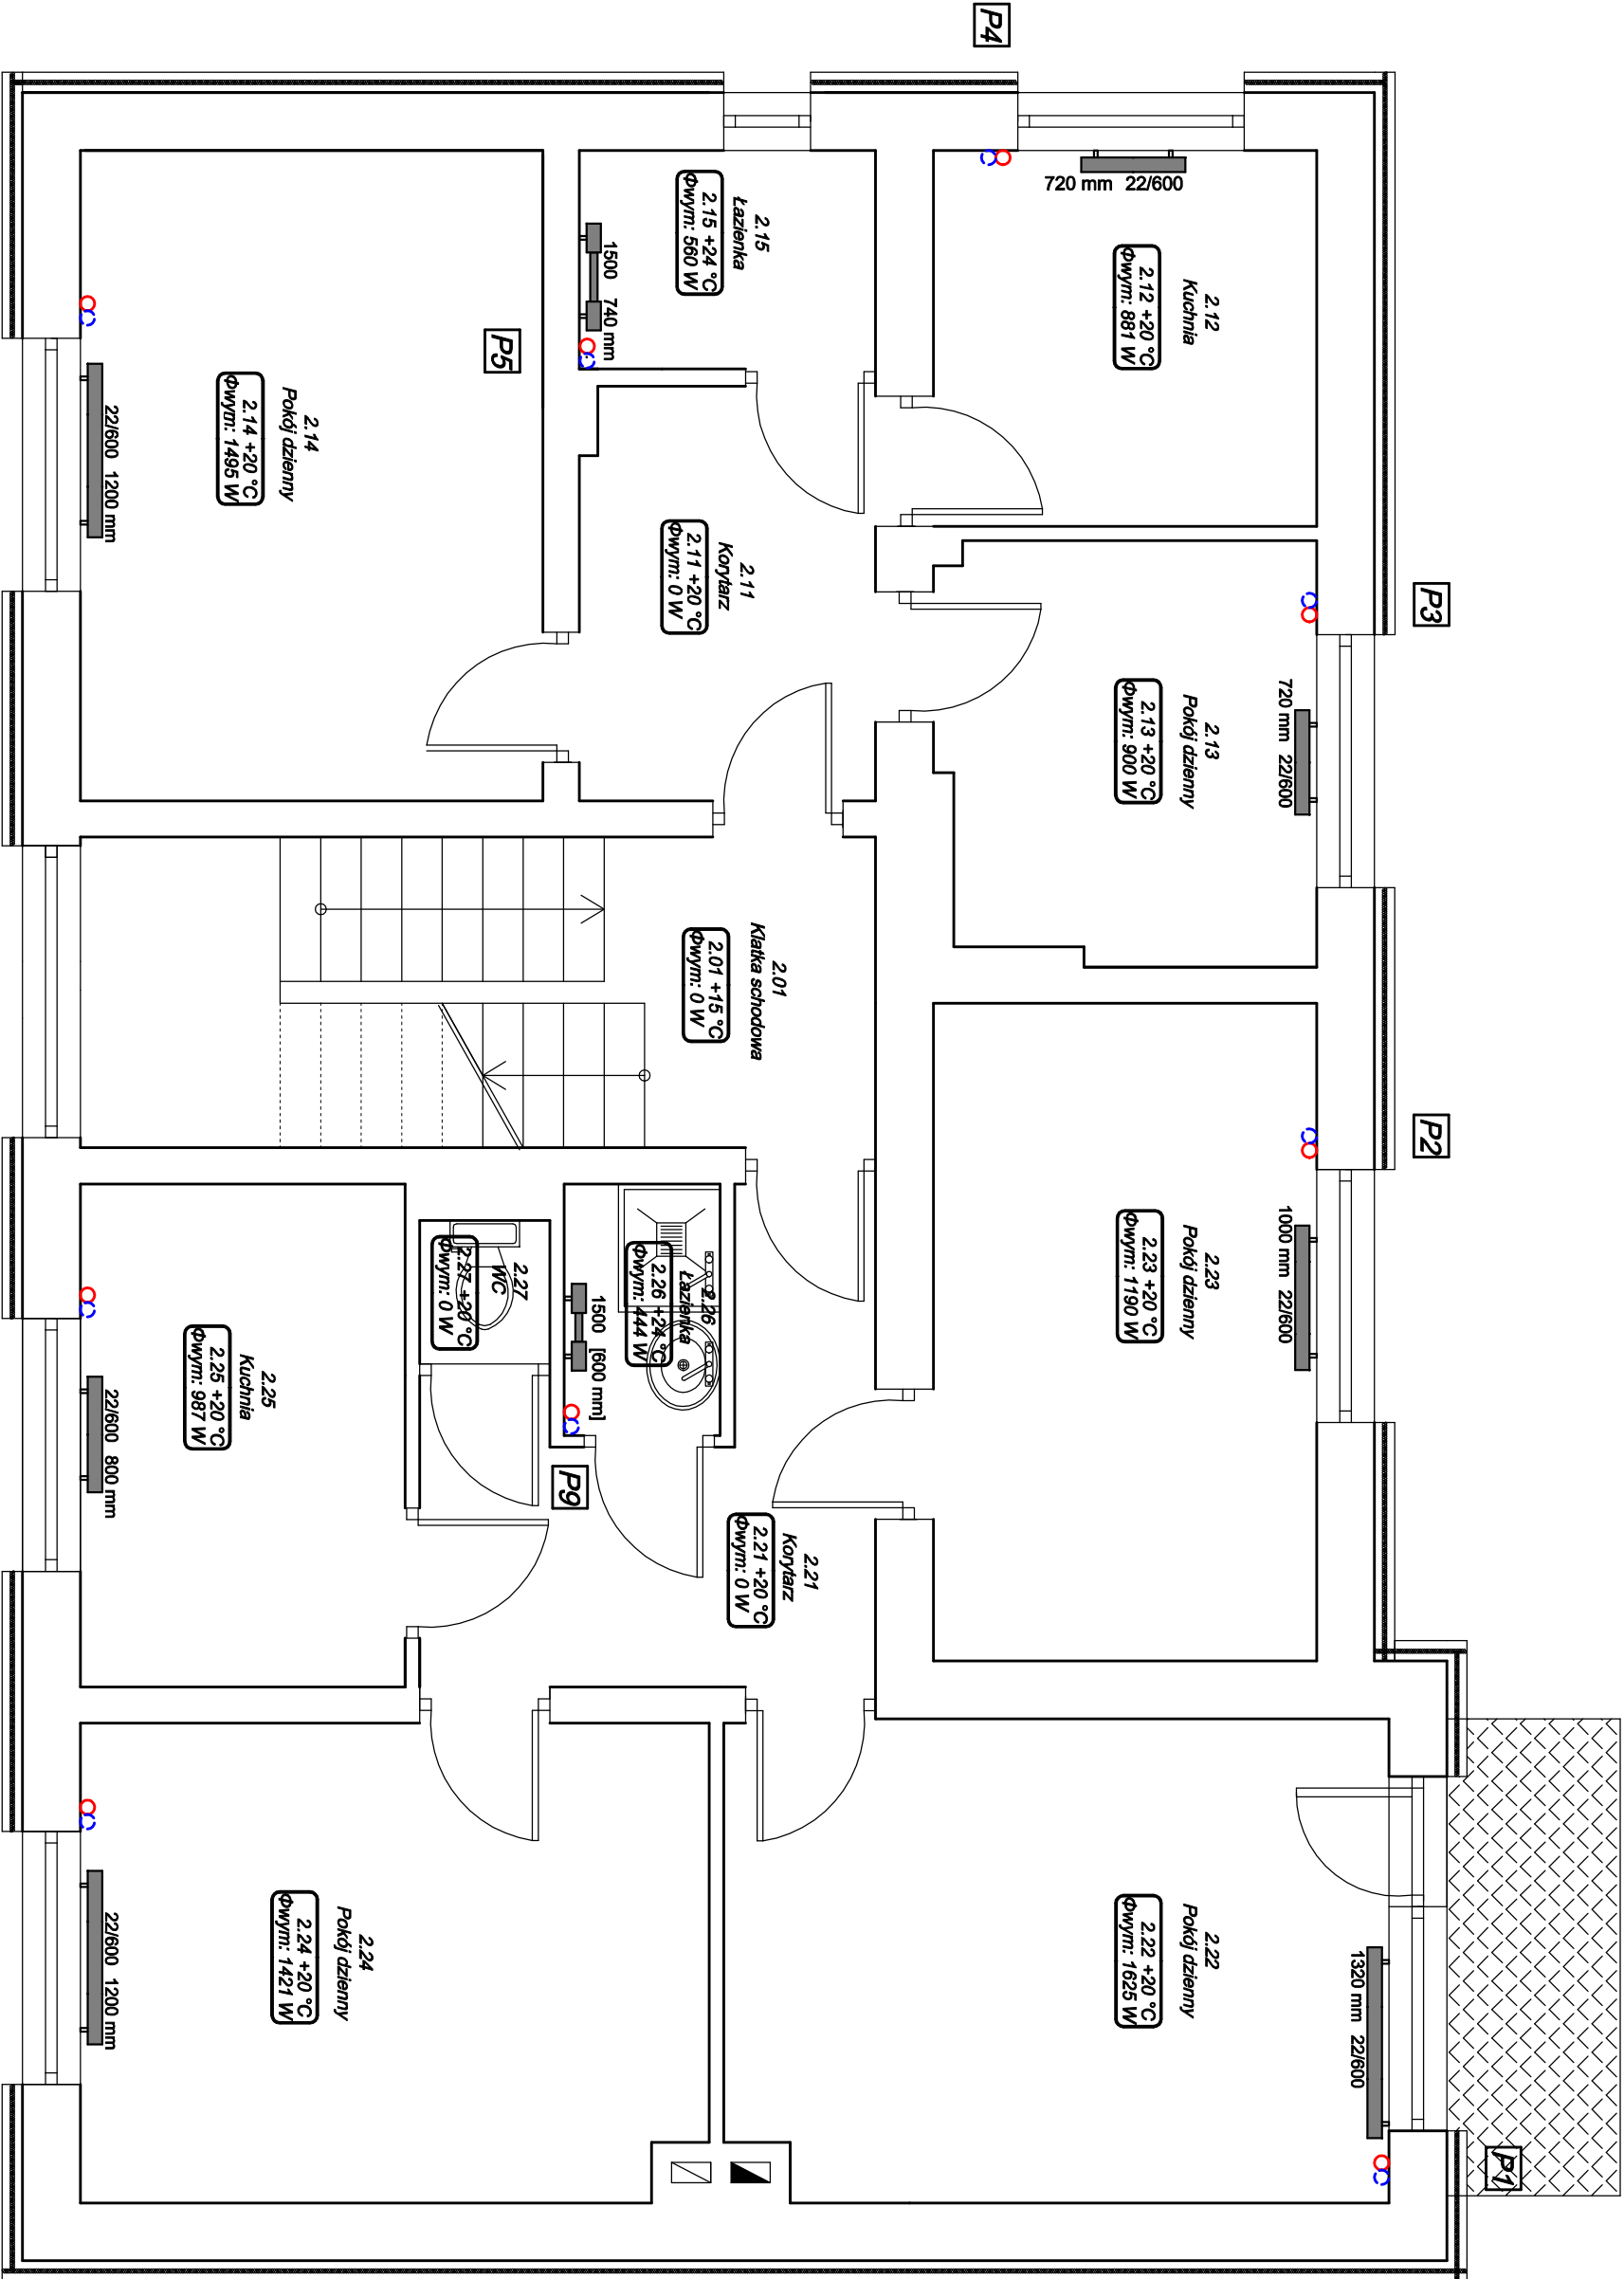 P4
P3
P2
P1
720 mm 22/600
2.12
Kuchnia
2.12 +20 °C
Φwym: 881 W
720 mm 22/600
2.13
Pokój dzienny
2.13 +20 °C
Φwym: 900 W
1000 mm 22/600
2.23
Pokój dzienny
2.23 +20 °C
Φwym: 1190 W
1320 mm 22/600
2.22
Pokój dzienny
2.22 +20 °C
Φwym: 1625 W
2.15
Łazienka
2.15 +24 °C
Φwym: 560 W
1500 740 mm
2.11
Korytarz
2.11 +20 °C
Φwym: 0 W
2.01
Klatka schodowa
2.01 +15 °C
Φwym: 0 W
2.26
Łazienka
2.26 +24 °C
Φwym: 444 W
1500 [600 mm]
2.21
Korytarz
2.21 +20 °C
Φwym: 0 W
P5
P9
2.27
WC
2.27 +20 °C
Φwym: 0 W
2.14
Pokój dzienny
2.14 +20 °C
Φwym: 1495 W
22/600 1200 mm
2.25
Kuchnia
2.25 +20 °C
Φwym: 987 W
22/600 800 mm
2.24
Pokój dzienny
2.24 +20 °C
Φwym: 1421 W
22/600 1200 mm